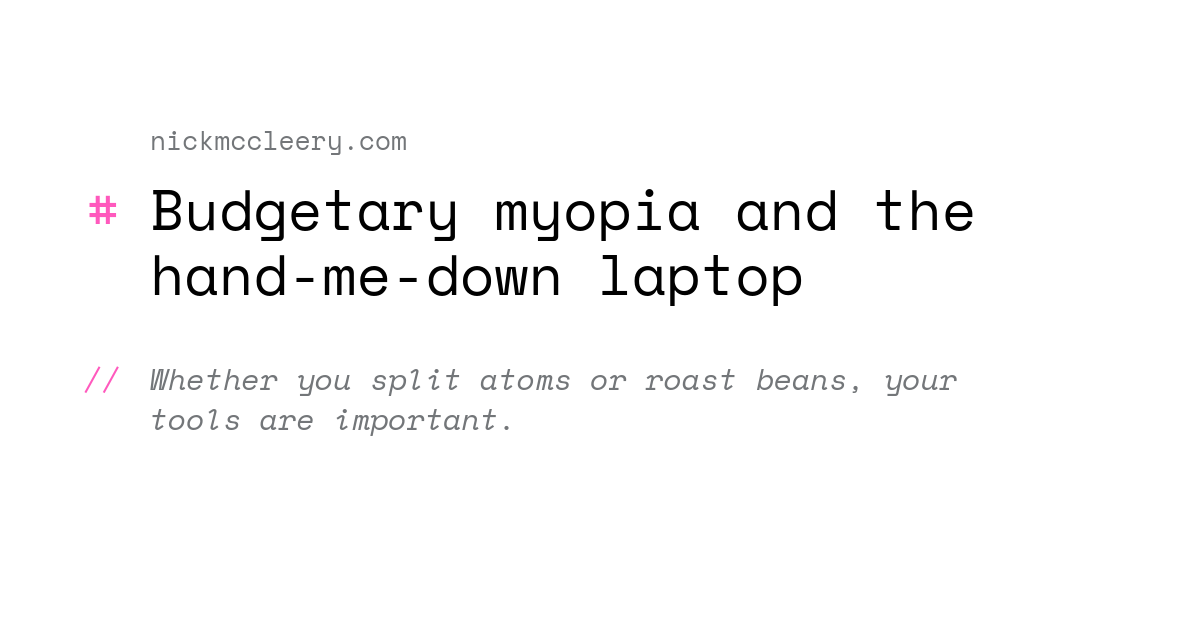 nickmccleery.com
# Budgetary myopia and the
hand-me-down laptop
// Whether you split atoms or roast beans, your
tools are important.